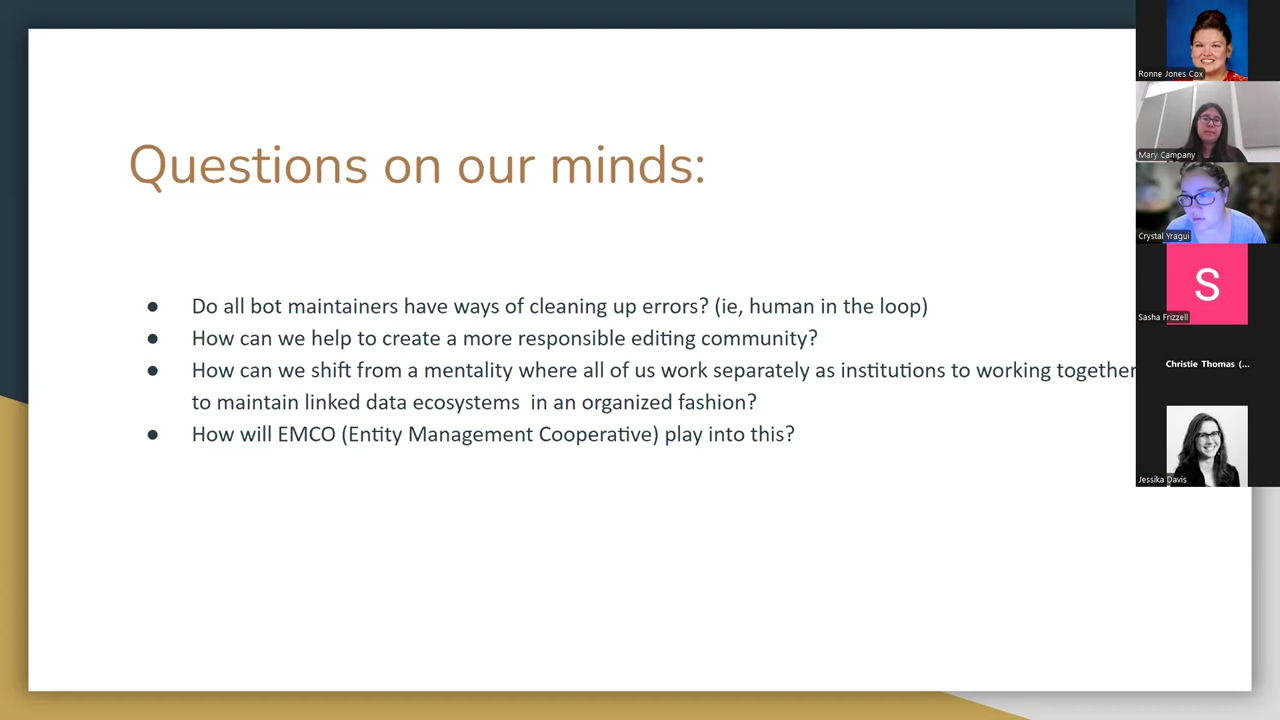 Questions on our minds:
● Do all bot maintainers have ways of cleaning up errors? (ie, human in the loop)
● How can we help to create a more responsible editing community?
● How can we shift from a mentality where all of us work separately as institutions to working together
to maintain linked data ecosystems in an organized fashion?
● How will EMCO (Entity Management Cooperative) play into this?
Ronne Jones Cox
Mary Campany
Crystal Yragui
S
Sasha Frizzell
Christie Thomas (...
Jessika Davis